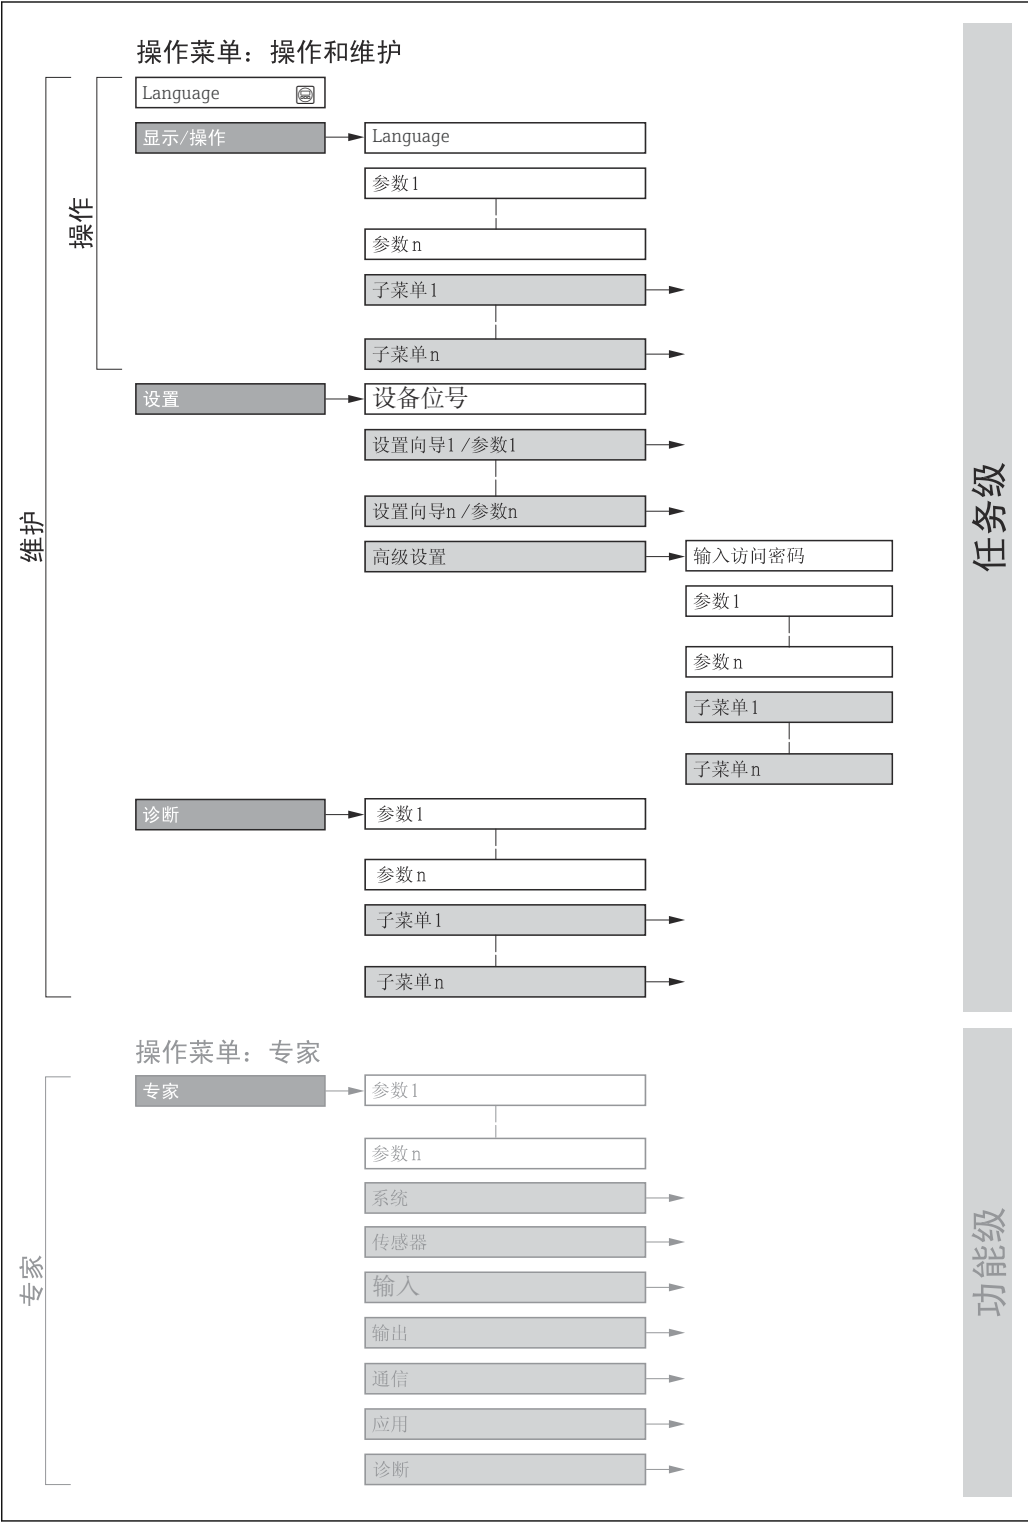 操作菜单：操作和维护
Language
显示/操作
Language
参数1
参数n
子菜单1
子菜单n
操作
设置
设备位号
设置向导1 /参数1
设置向导n /参数n
高级设置
输入访问密码
参数1
参数n
子菜单1
子菜单n
维护
任务级
诊断
参数1
参数n
子菜单1
子菜单n
操作菜单：专家
专家
参数1
参数n
系统
传感器
输入
输出
通信
应用
诊断
专家
功能级